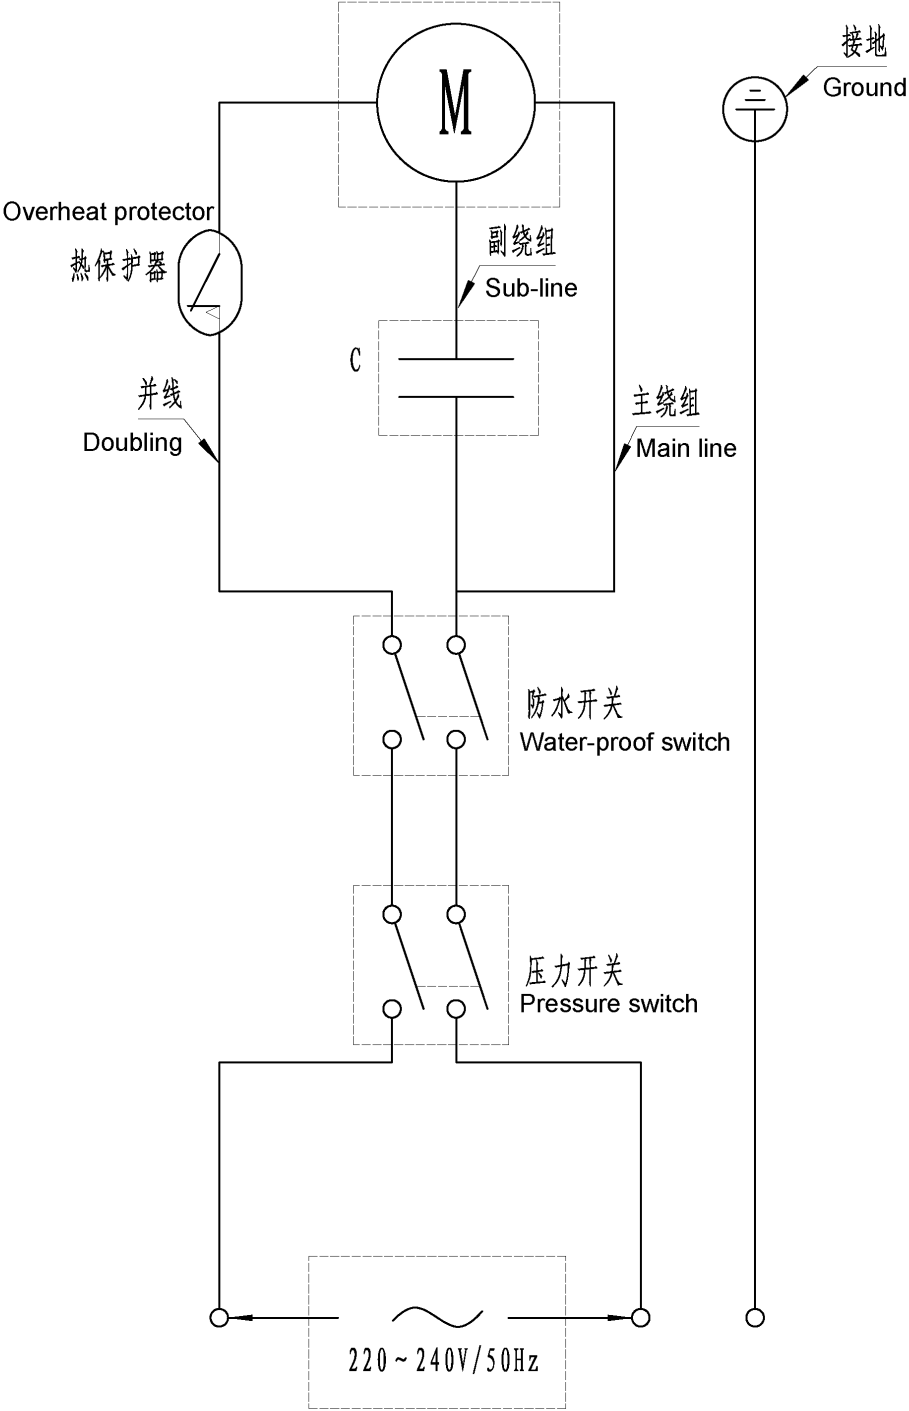 M
接地
Ground
Overheat protector
热保护器
副绕组
Sub-line
C
并线
Doubling
主绕组
Main line
防水开关
Water-proof switch
压力开关
Pressure switch
220~240V/50Hz